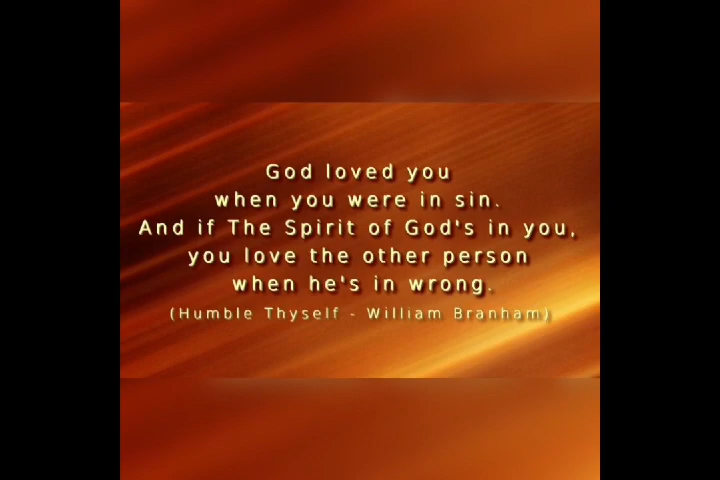 God loved you
when you were in sin.
And if The Spirit of God's in you,
you love the other person
when he's in wrong.
(Humble Thyself - William Branham)